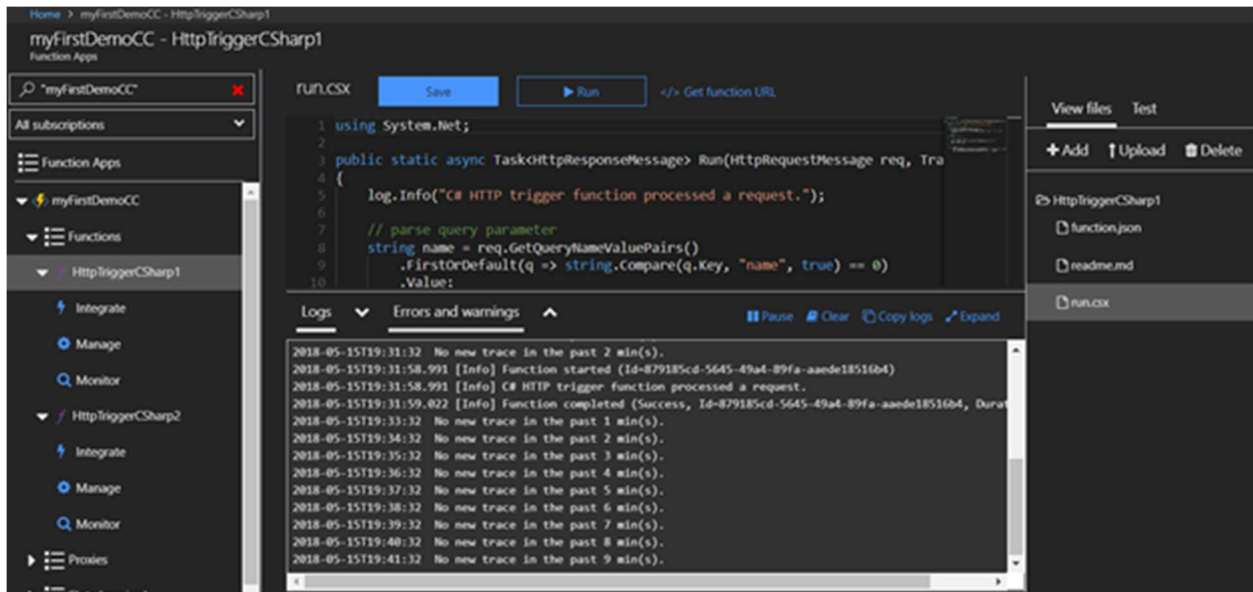 Home > myFirstDemoCC - HttpTriggerCSharp1
myFirstDemoCC - HttpTriggerCSharp1
Function Apps
"myFirstDemoCC"
All subscriptions
Function Apps
myFirstDemoCC
Functions
HttpTriggerCSharp1
Integrate
Manage
Monitor
HttpTriggerCSharp2
Integrate
Manage
Monitor
Proxies
run.csx
Save
Run
</> Get function URL
1 using System.Net;
2
3 public static async Task<HttpResponseMessage> Run(HttpRequestMessage req, Tra
4 {
5 log.Info("C# HTTP trigger function processed a request.");
6
7 // parse query parameter
8 string name = req.GetQueryNameValuePairs()
9 .FirstOrDefault(q => string.Compare(q.Key, "name", true) == 0)
10 .Value;
Logs
Errors and warnings
Pause
Clear
Copy logs
Expand
2018-05-15T19:31:32 No new trace in the past 2 min(s).
2018-05-15T19:31:58.991 [Info] Function started (Id=879185cd-5645-49a4-89fa-aaede18516b4)
2018-05-15T19:31:58.991 [Info] C# HTTP trigger function processed a request.
2018-05-15T19:31:59.022 [Info] Function completed (Success, Id=879185cd-5645-49a4-89fa-aaede18516b4, Durat
2018-05-15T19:33:32 No new trace in the past 1 min(s).
2018-05-15T19:34:32 No new trace in the past 2 min(s).
2018-05-15T19:35:32 No new trace in the past 3 min(s).
2018-05-15T19:36:32 No new trace in the past 4 min(s).
2018-05-15T19:37:32 No new trace in the past 5 min(s).
2018-05-15T19:38:32 No new trace in the past 6 min(s).
2018-05-15T19:39:32 No new trace in the past 7 min(s).
2018-05-15T19:40:32 No new trace in the past 8 min(s).
2018-05-15T19:41:32 No new trace in the past 9 min(s).
View files
Test
Add
Upload
Delete
HttpTriggerCSharp1
function.json
readme.md
run.csx